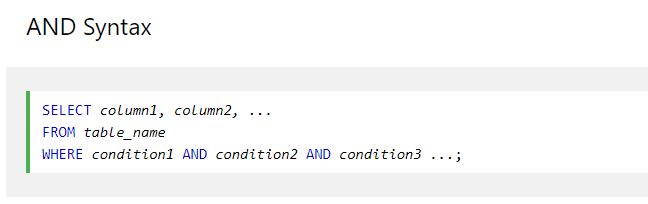 AND Syntax
SELECT column1, column2, ...
FROM table_name
WHERE condition1 AND condition2 AND condition3 ...;